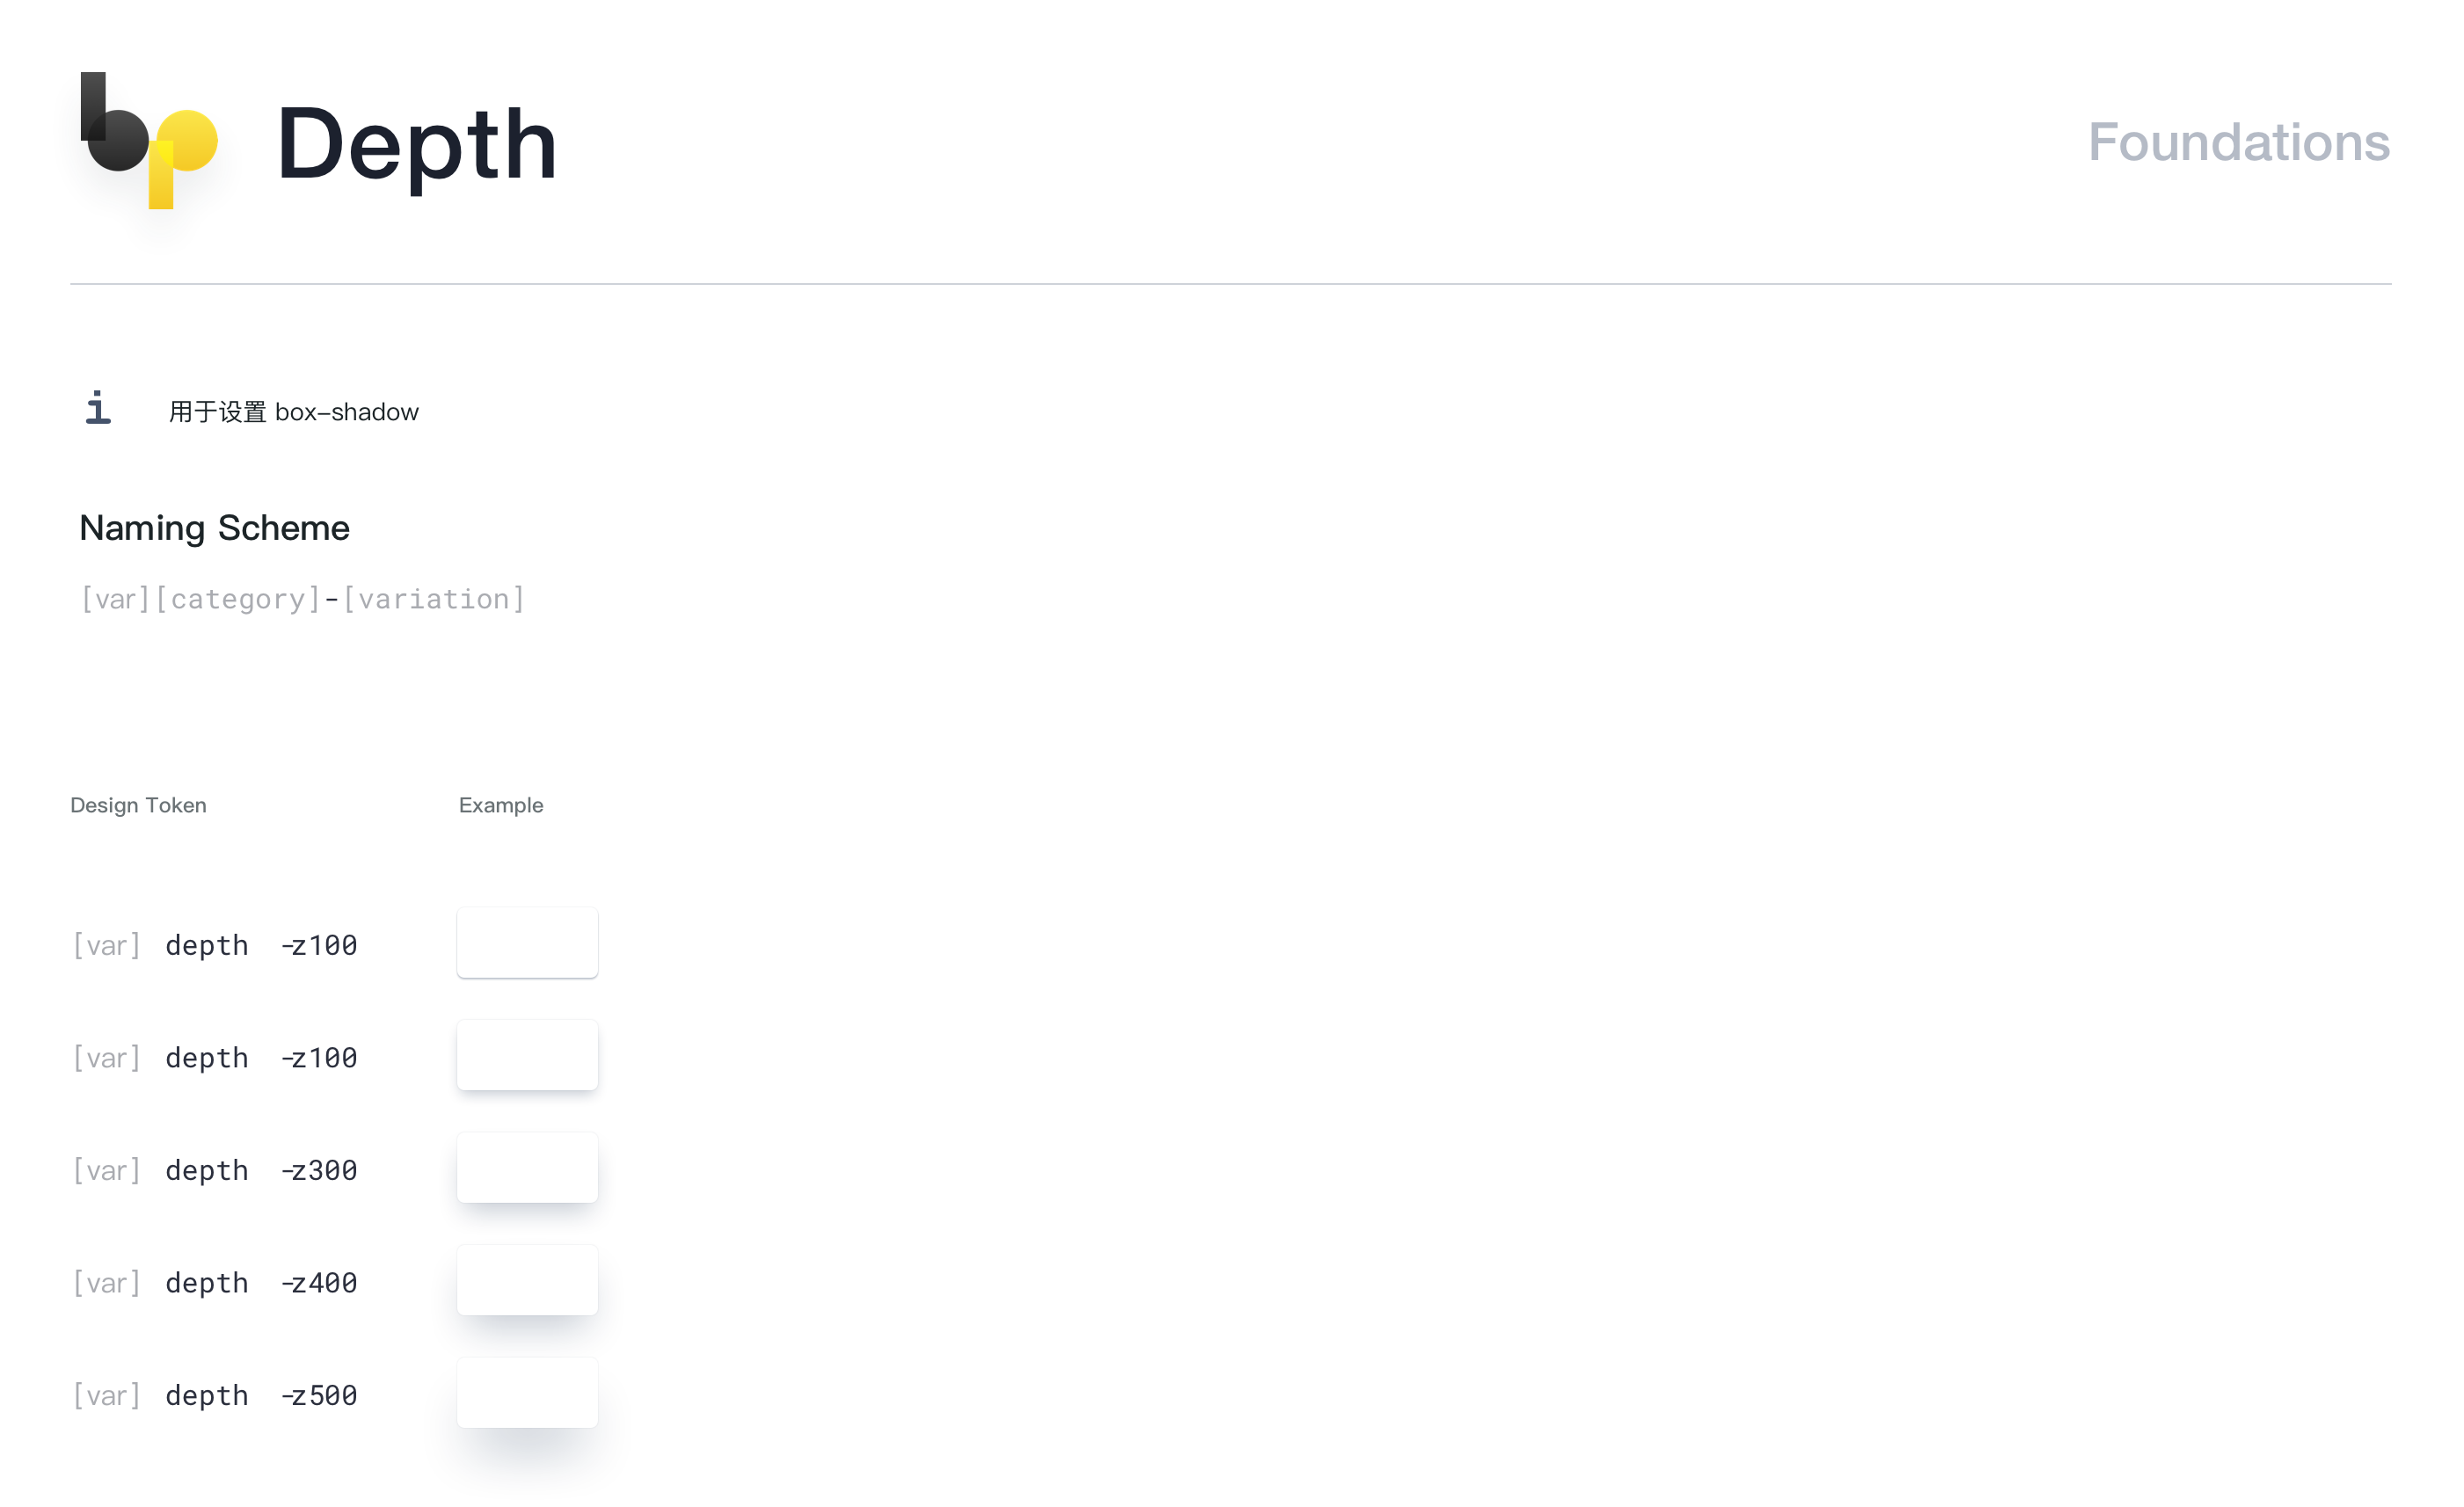 bp Depth
Foundations
i 用于设置 box-shadow
Naming Scheme
[var][category]-[variation]
Design Token Example
[var] depth -z100
[var] depth -z100
[var] depth -z300
[var] depth -z400
[var] depth -z500